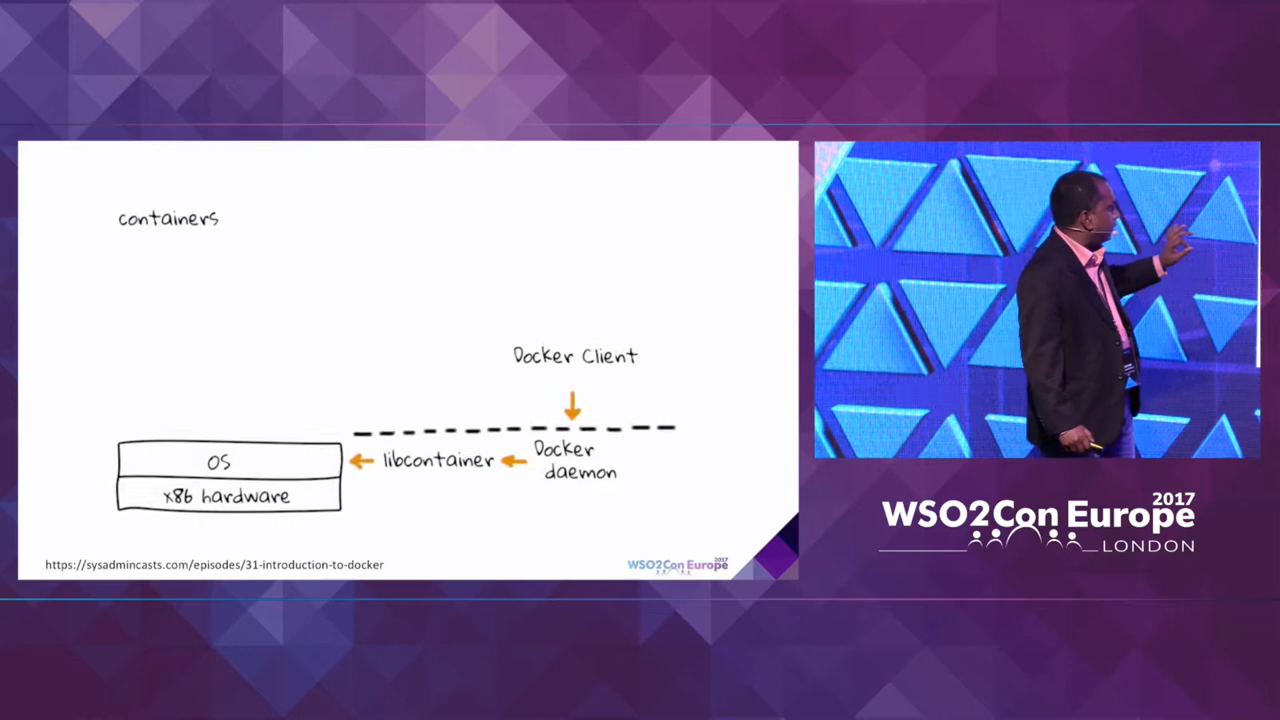 containers
Docker Client
Docker
daemon
libcontainer
OS
x86 hardware
https://sysadmincasts.com/episodes/31-introduction-to-docker
WSO2Con Europe
2017
WSO2Con Europe
2017
LONDON